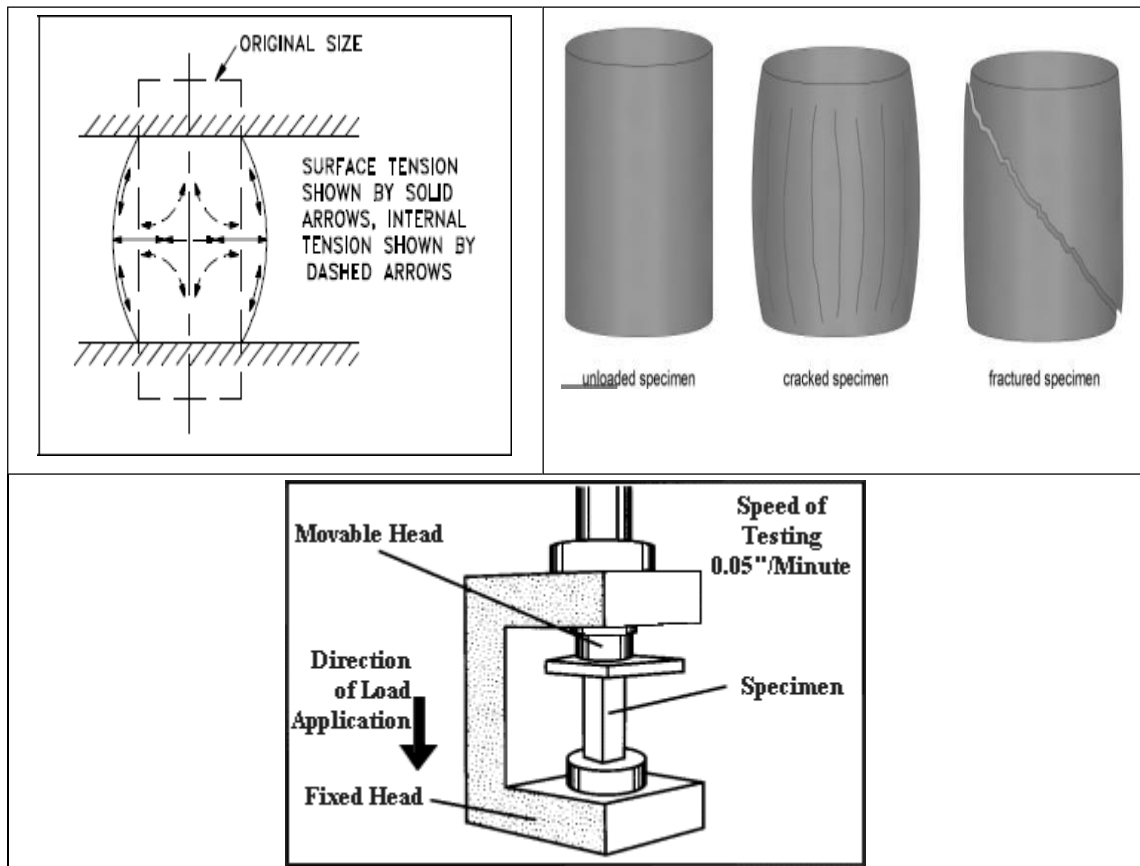 ORIGINAL SIZE
SURFACE TENSION
SHOWN BY SOLID
ARROWS, INTERNAL
TENSION SHOWN BY
DASHED ARROWS
unloaded specimen
cracked specimen
fractured specimen
Movable Head
Speed of
Testing
0.05"/Minute
Direction
of Load
Application
Specimen
Fixed Head